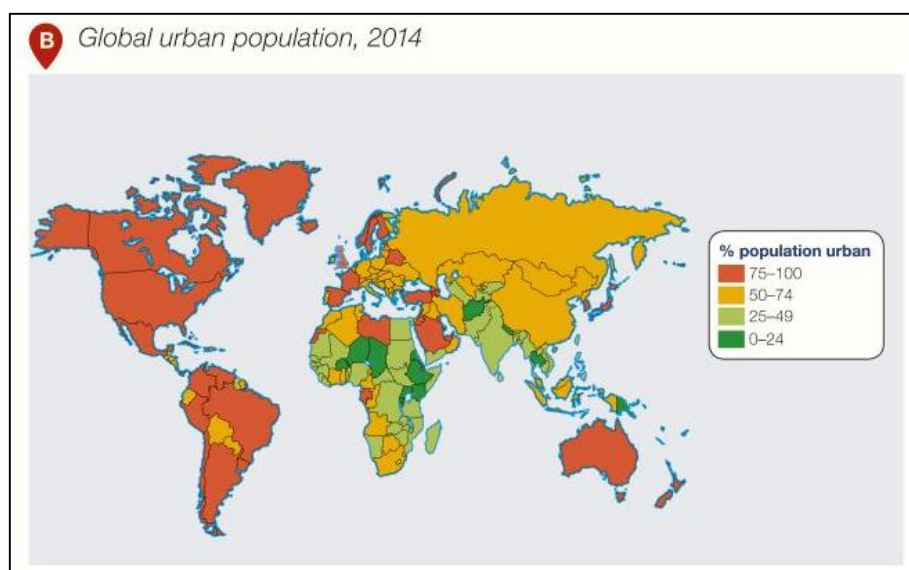 B
Global urban population, 2014
% population urban
75–100
50–74
25–49
0–24